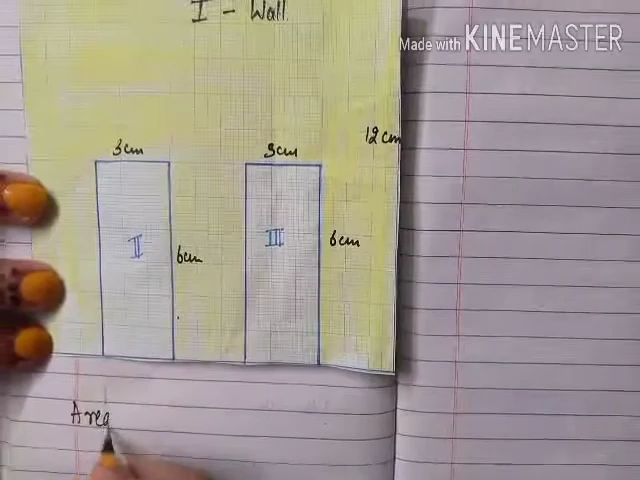 I - Wall
Made with KINEMASTER
3cm
3cm
12cm
II
6cm
III
6cm
Area